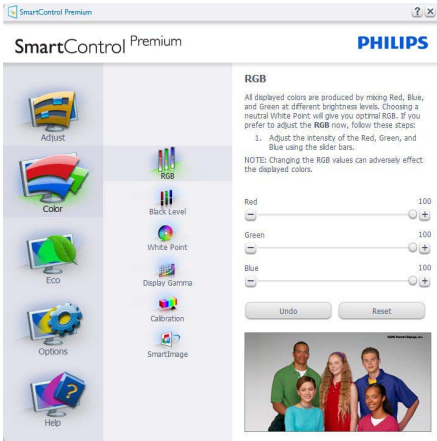 SmartControl Premium
? x
SmartControl Premium
PHILIPS
Adjust
Color
Eco
Options
Help
RGB
Black Level
White Point
Display Gamma
Calibration
SmartImage
RGB
All displayed colors are produced by mixing Red, Blue,
and Green at different brightness levels. Choosing a
neutral White Point will give you optimal RGB. If you
prefer to adjust the RGB now, follow these steps:
1. Adjust the intensity of the Red, Green, and
Blue using the slider bars.
NOTE: Changing the RGB values can adversely effect
the displayed colors.
Red 100
Green 100
Blue 100
Undo Reset